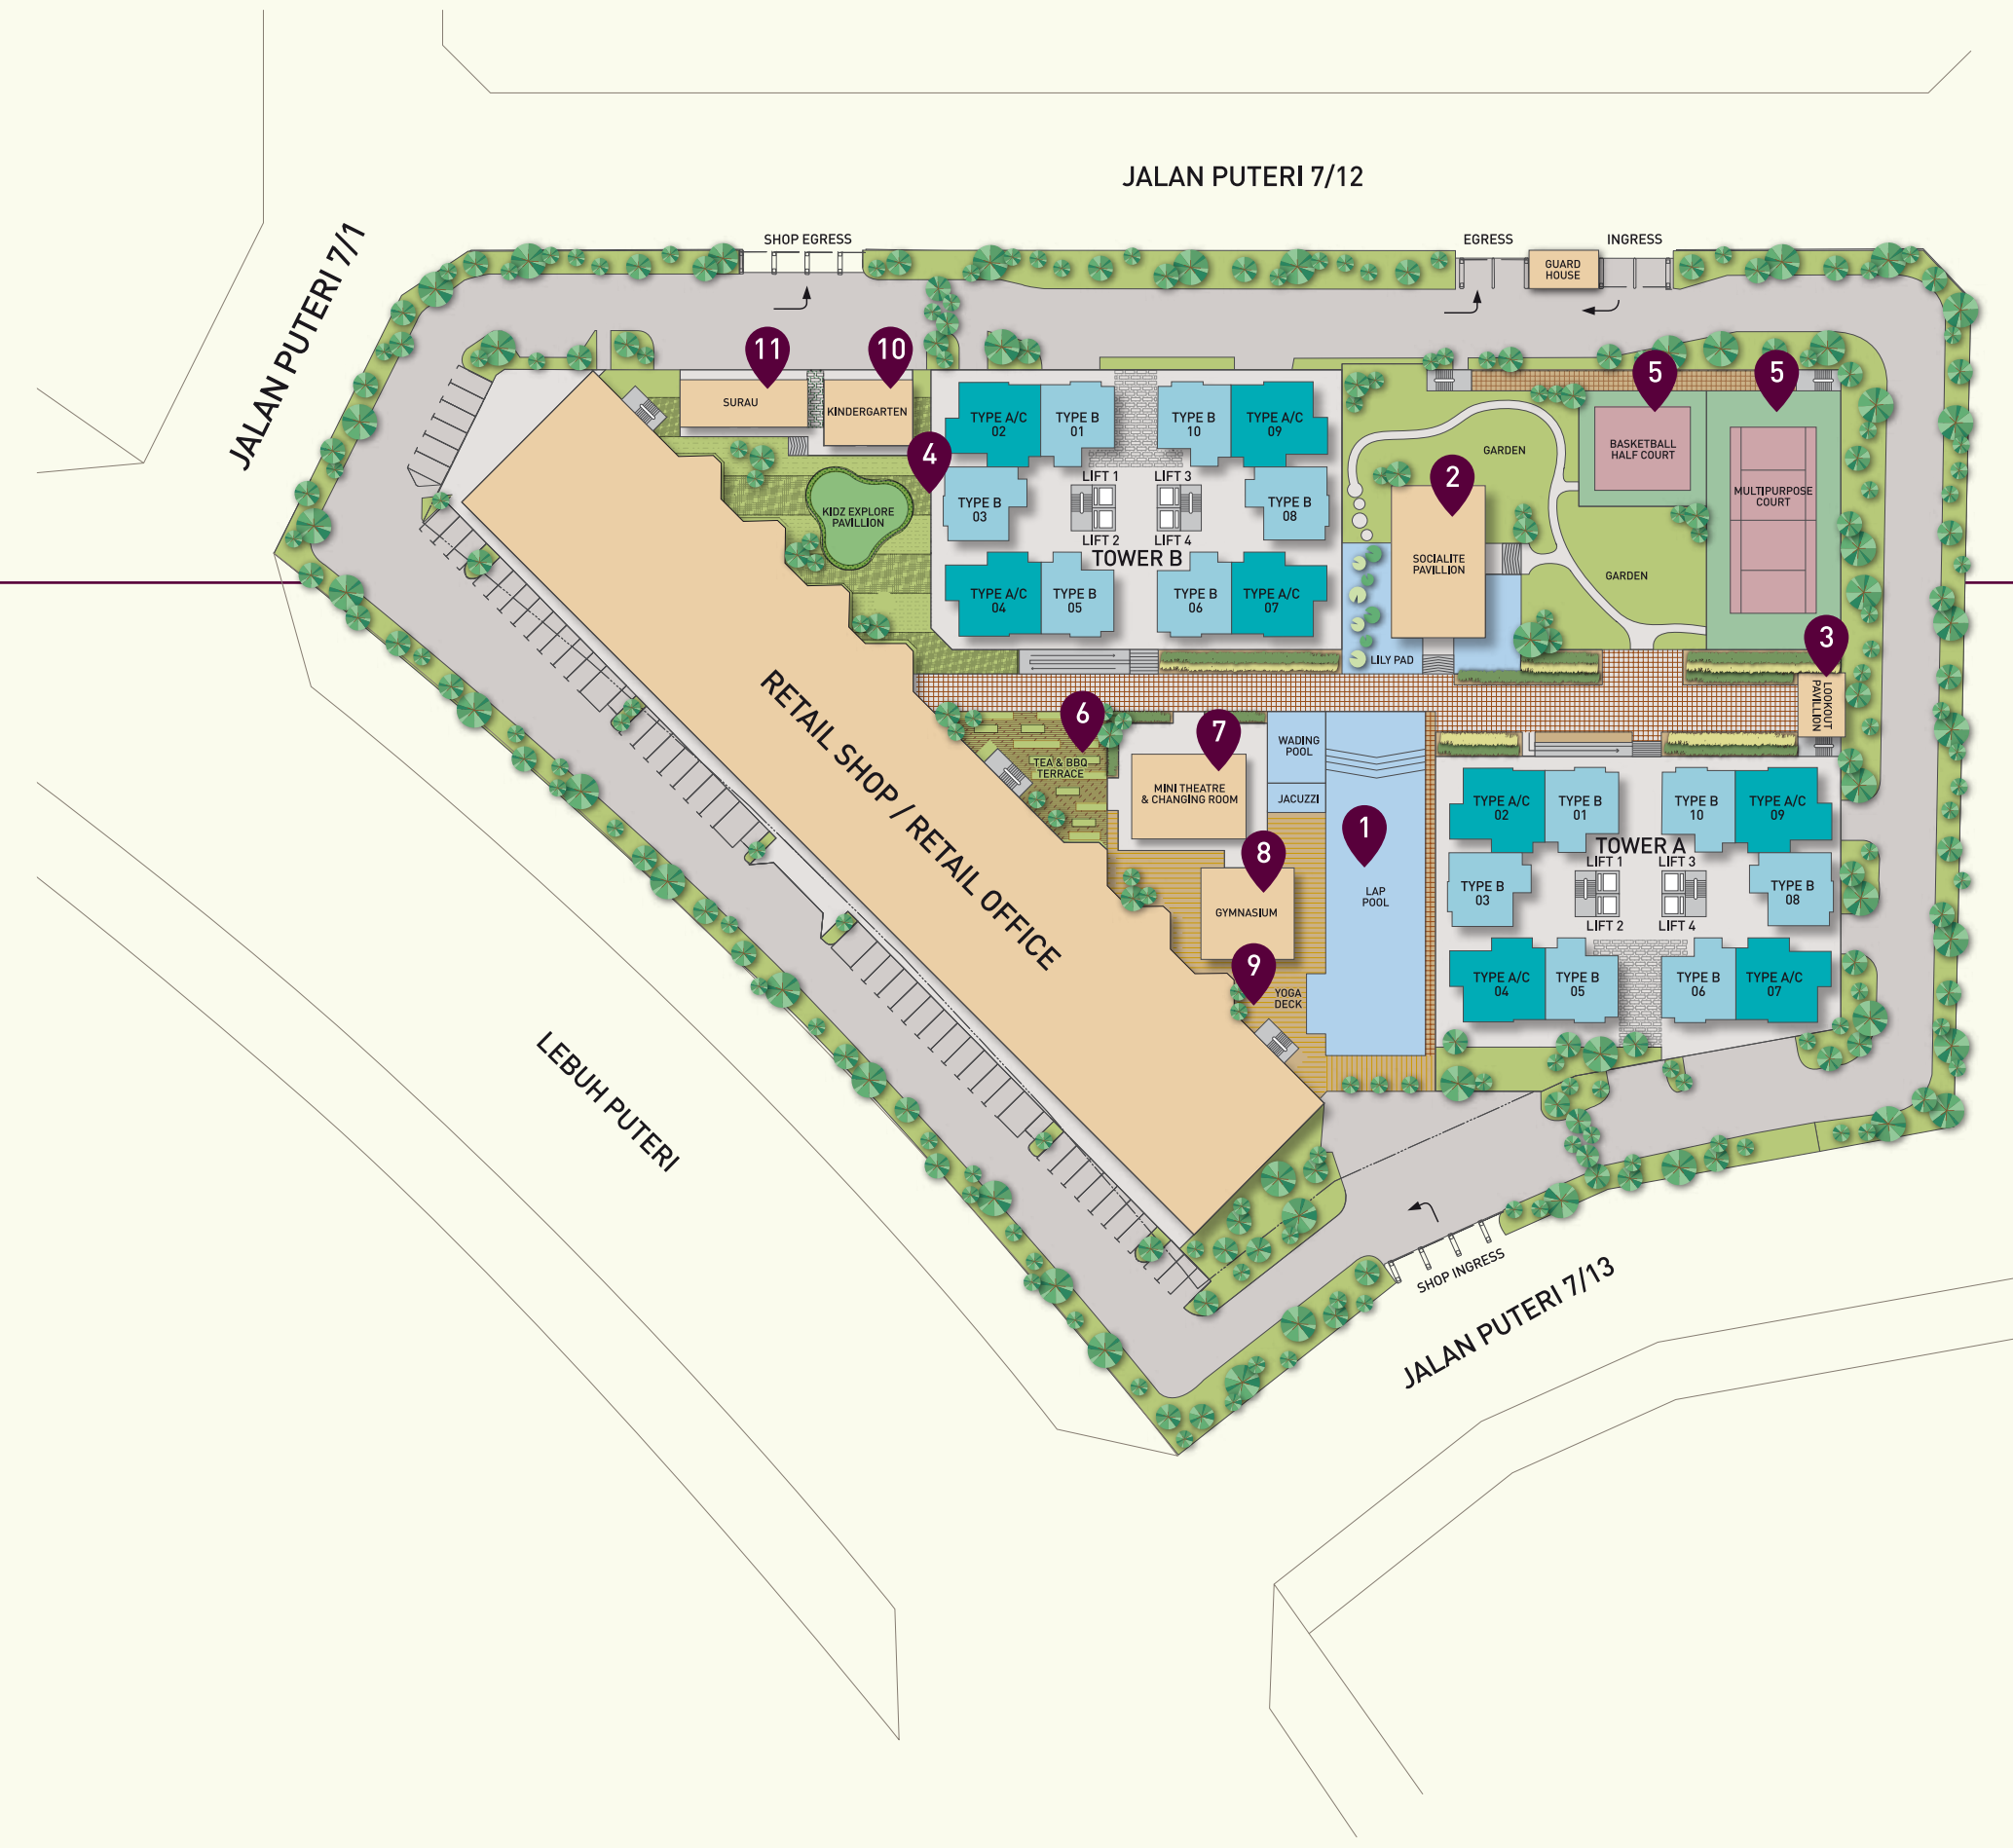 JALAN PUTERI 7/12
JALAN PUTERI 7/1
SHOP EGRESS
EGRESS
INGRESS
GUARD
HOUSE
11
10
5
5
SURAU
KINDERGARTEN
4
KIDZ EXPLORE
PAVILLION
TYPE A/C
02
TYPE B
01
TYPE B
10
TYPE A/C
09
TYPE B
03
LIFT 1
LIFT 3
TYPE B
08
LIFT 2
LIFT 4
TOWER B
TYPE A/C
04
TYPE B
05
TYPE B
06
TYPE A/C
07
GARDEN
2
BASKETBALL
HALF COURT
MULTIPURPOSE
COURT
SOCIALITE
PAVILLION
GARDEN
3
LILY PAD
LOOKOUT
PAVILLION
RETAIL SHOP / RETAIL OFFICE
6
TEA & BBQ
TERRACE
7
MINI THEATRE
& CHANGING ROOM
WADING
POOL
JACUZZI
1
LAP
POOL
8
GYMNASIUM
9
YOGA
DECK
TYPE A/C
02
TYPE B
01
TYPE B
10
TYPE A/C
09
TOWER A
LIFT 1
LIFT 3
TYPE B
03
TYPE B
08
LIFT 2
LIFT 4
TYPE A/C
04
TYPE B
05
TYPE B
06
TYPE A/C
07
LEBUH PUTERI
SHOP INGRESS
JALAN PUTERI 7/13